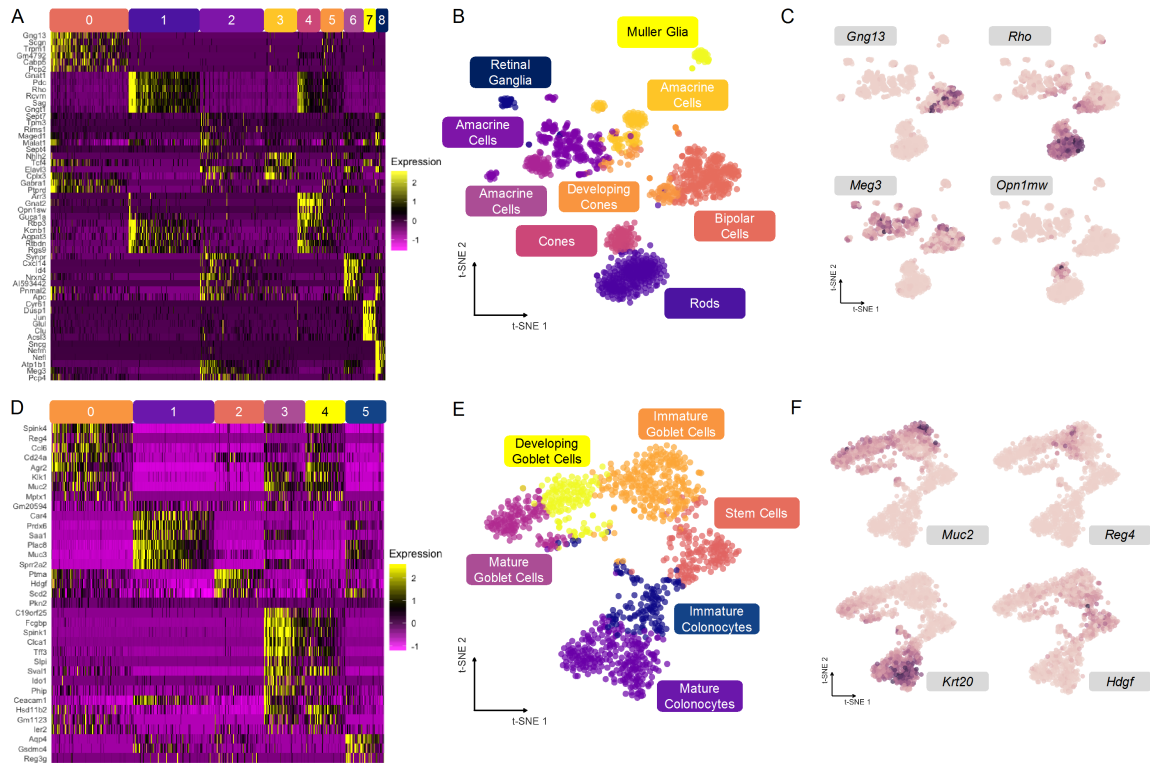 A
0 1 2 3 4 5 6 7 8
Gng13
Scgn
Trpm1
Gm4792
Cabp5
Pcp2
Gnat1
Pdc
Rho
Rcvrn
Sag
Gngt1
Sept7
Tpm3
Rims1
Maged1
Malat1
Sept4
Nhlh2
Tcf4
Elavl3
Cplx3
Gabra1
Ptprd
Arr3
Gnat2
Opn1sw
Guca1a
Rbp3
Kcnb1
Agpat3
Rtbdn
Rgs9
Synpr
Cxcl14
Id4
Nrxn2
AI593442
Pnmal2
Apc
Cyr61
Dusp1
Jun
Glul
Clu
Acsl3
Sncg
Nefm
Nefl
Atp1b1
Meg3
Pcp4
Expression
2
1
0
-1
B
Muller Glia
Retinal
Ganglia
Amacrine
Cells
Amacrine
Cells
Amacrine
Cells
Developing
Cones
Bipolar
Cells
Cones
Rods
t-SNE 2
t-SNE 1
C
Gng13
Rho
Meg3
Opn1mw
t-SNE 2
t-SNE 1
D
0 1 2 3 4 5
Spink4
Reg4
Ccl6
Cd24a
Agr2
Klk1
Muc2
Mptx1
Gm20594
Car4
Prdx6
Saa1
Plac8
Muc3
Sprr2a2
Ptma
Hdgf
Scd2
Pkn2
C19orf25
Fcgbp
Spink1
Clca1
Tff3
Slpi
Sval1
Ido1
Phip
Ceacam1
Hsd11b2
Gm1123
Ier2
Aqp4
Gsdmc4
Reg3g
Expression
2
1
0
-1
E
Immature
Goblet Cells
Developing
Goblet Cells
Stem Cells
Mature
Goblet Cells
Immature
Colonocytes
Mature
Colonocytes
t-SNE 2
t-SNE 1
F
Muc2
Reg4
Krt20
Hdgf
t-SNE 2
t-SNE 1